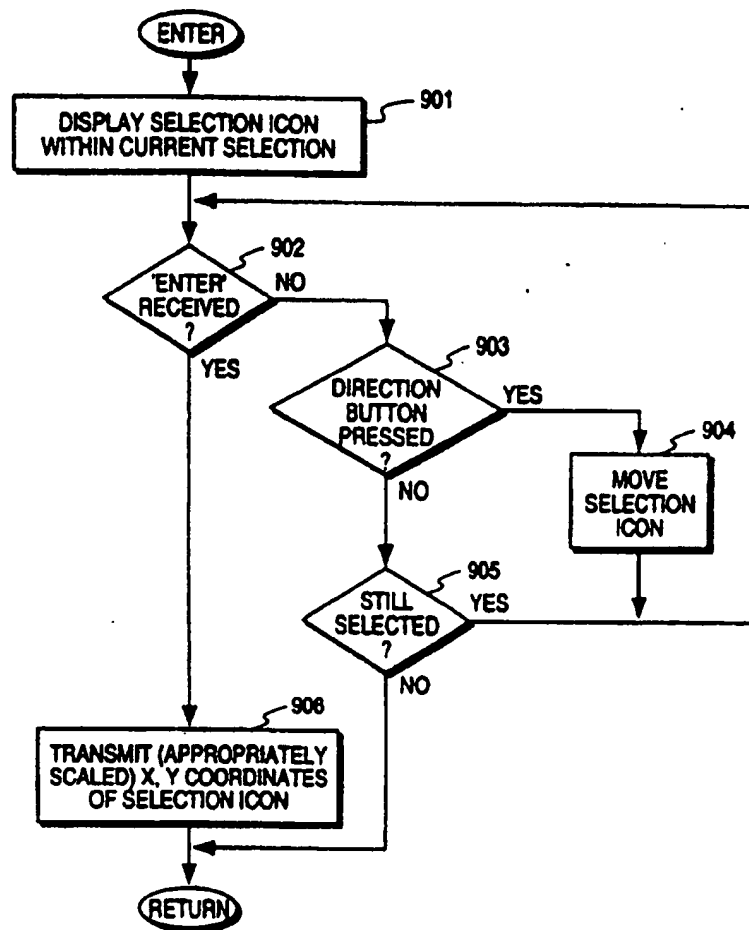 ENTER
901
DISPLAY SELECTION ICON
WITHIN CURRENT SELECTION
902
'ENTER'
RECEIVED
?
NO
YES
903
DIRECTION
BUTTON
PRESSED
?
YES
NO
904
MOVE
SELECTION
ICON
905
STILL
SELECTED
?
YES
NO
906
TRANSMIT (APPROPRIATELY
SCALED) X, Y COORDINATES
OF SELECTION ICON
RETURN